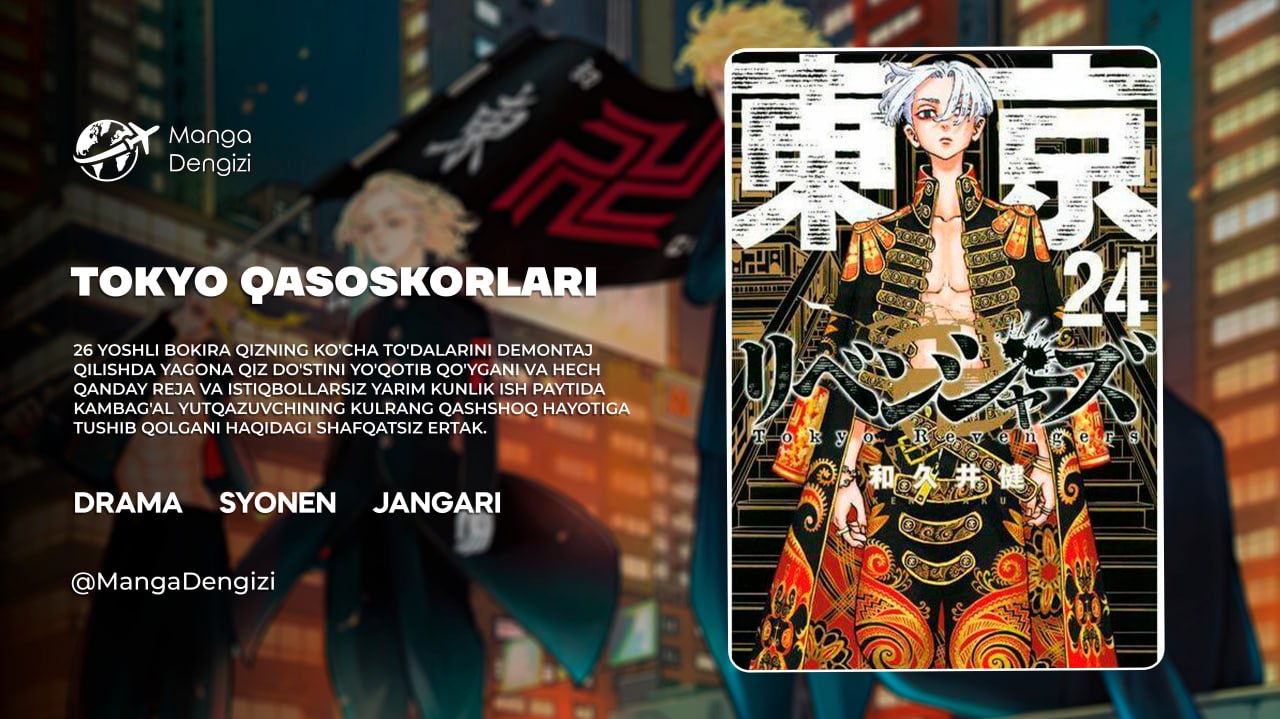 Manga
Dengizi
TOKYO QASOSKORLARI
26 YOSHLI BOKIRA QIZNING KO'CHA TO'DALARINI DEMONTAJ
QILISHDA YAGONA QIZ DO'STINI YO'QOTIB QO'YGANI VA HECH
QANDAY REJA VA ISTIQBOLLARSIZ YARIM KUNLIK ISH PAYTIDA
KAMBAG'AL YUTQAZUVCHINING KULRANG QASHSHOQ HAYOTIGA
TUSHIB QOLGANI HAQIDAGI SHAFQATSIZ ERTAK.
DRAMA SYONEN JANGARI
@MangaDengizi
東京
24
リベンジャーズ
Tokyo Revengers
和久井健
卍